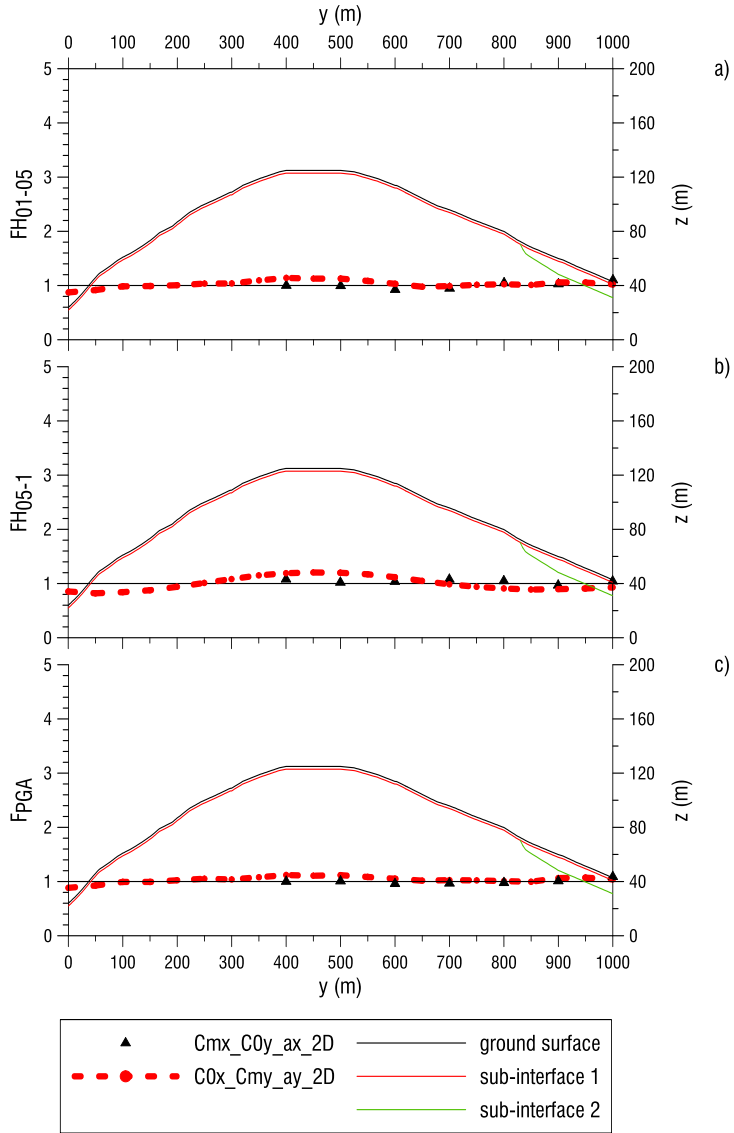 y (m)
0 100 200 300 400 500 600 700 800 900 1000
a)
5 4 3 2 1 0
FH01-05
200 160 120 80 40 0
z (m)
b)
5 4 3 2 1 0
FH05-1
200 160 120 80 40 0
z (m)
c)
5 4 3 2 1 0
FPGA
200 160 120 80 40 0
z (m)
0 100 200 300 400 500 600 700 800 900 1000
y (m)
Cmx_C0y_ax_2D ground surface
C0x_Cmy_ay_2D sub-interface 1
sub-interface 2